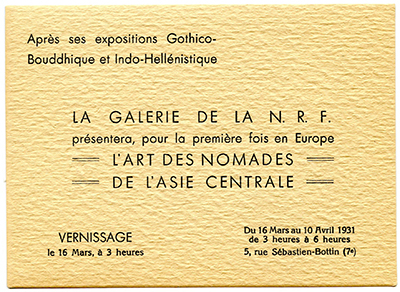 Après ses expositions Gothico-
Bouddhique et Indo-Hellénistique
LA GALERIE DE LA N. R. F.
présentera, pour la première fois en Europe
L'ART DES NOMADES
DE L'ASIE CENTRALE
VERNISSAGE
le 16 Mars, à 3 heures
Du 16 Mars au 10 Avril 1931
de 3 heures à 6 heures
5, rue Sébastien-Bottin (7e)